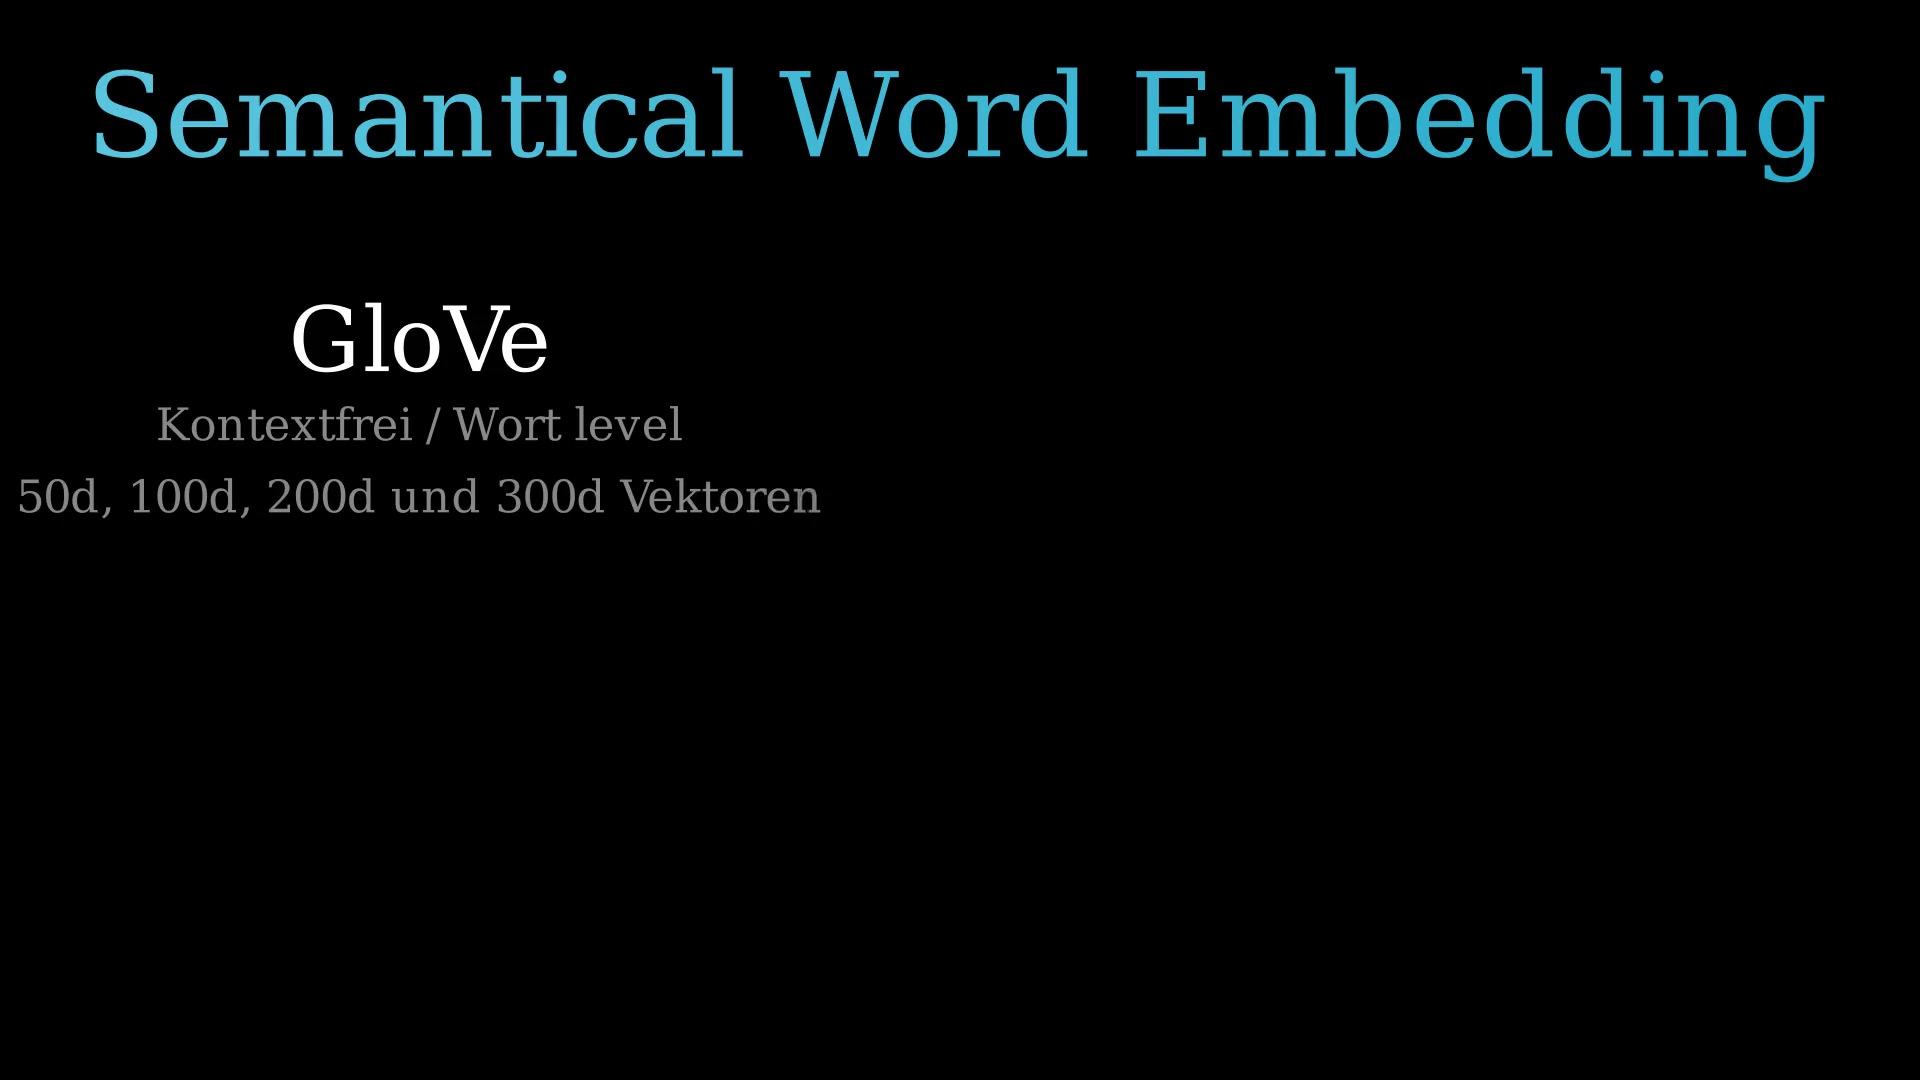 Semantical Word Embedding
GloVe
Kontextfrei / Wort level
50d, 100d, 200d und 300d Vektoren